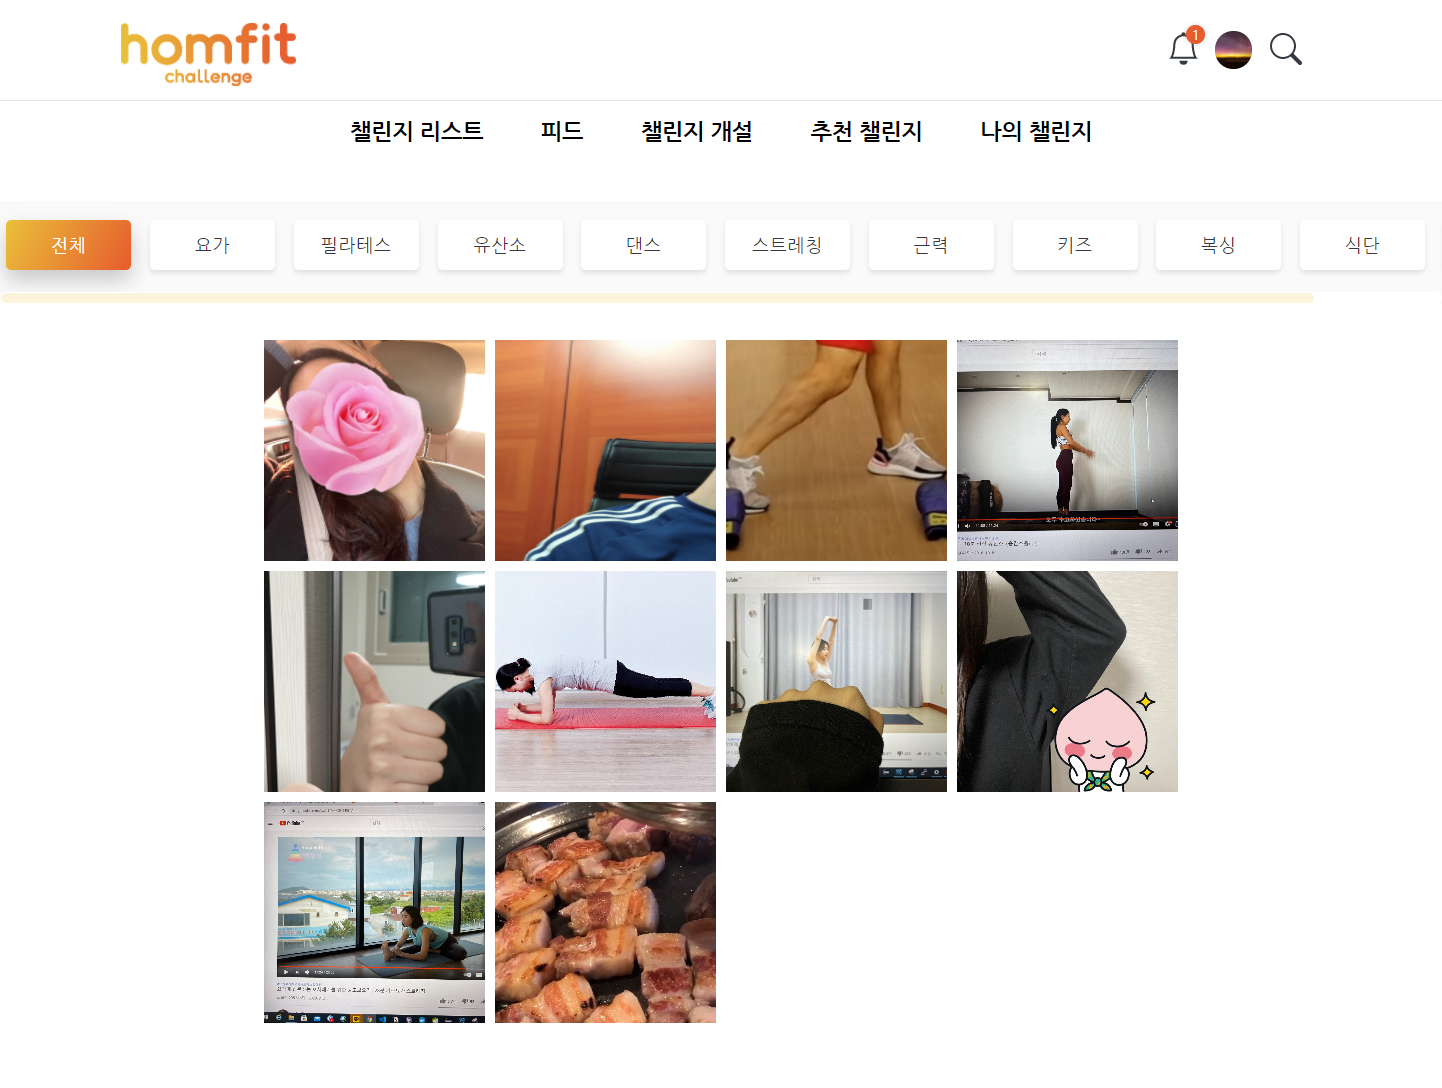 homfit
challenge
1
챌린지 리스트
피드
챌린지 개설
추천 챌린지
나의 챌린지
전체
요가
필라테스
유산소
댄스
스트레칭
근력
키즈
복싱
식단